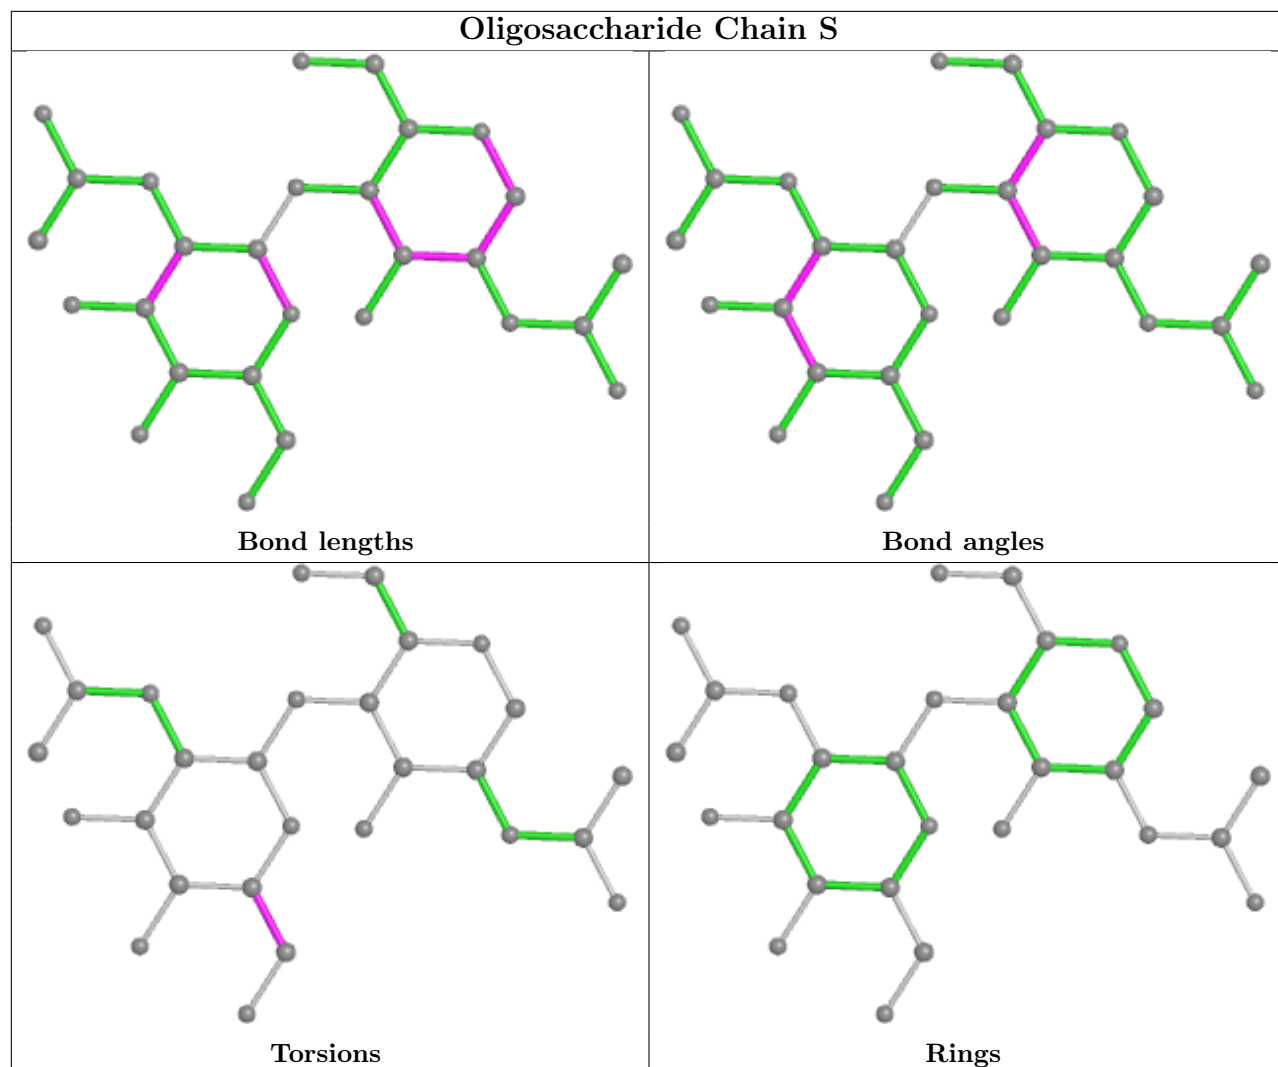 Oligosaccharide Chain S
Bond lengths
Bond angles
Torsions
Rings